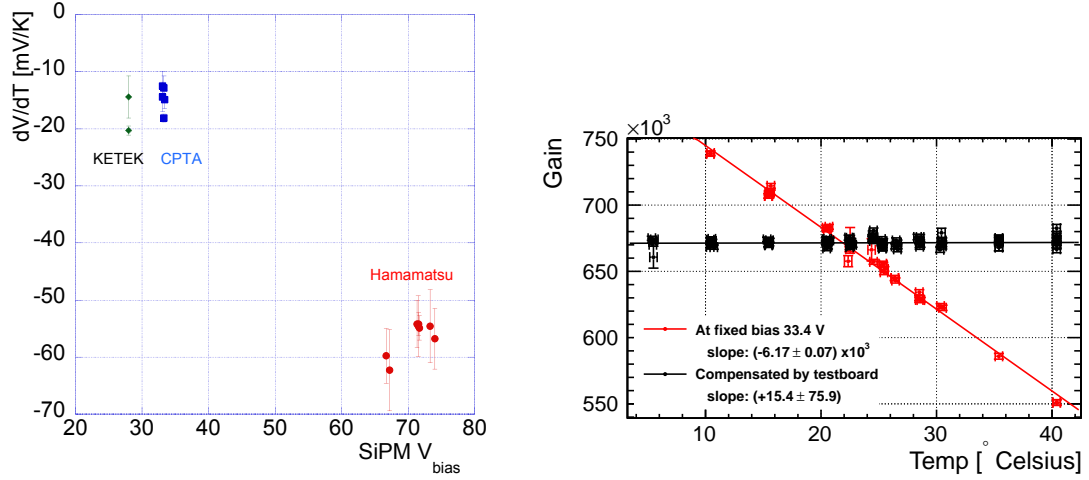 0
-10
-20
-30
-40
-50
-60
-70
dV/dT [mV/K]
KETEK
CPTA
Hamamatsu
20 30 40 50 60 70 80
SiPM V_bias
×10³
750
700
650
600
550
Gain
At fixed bias 33.4 V
slope: (-6.17 ± 0.07) x10³
Compensated by testboard
slope: (+15.4 ± 75.9)
10 20 30 40
Temp [° Celsius]